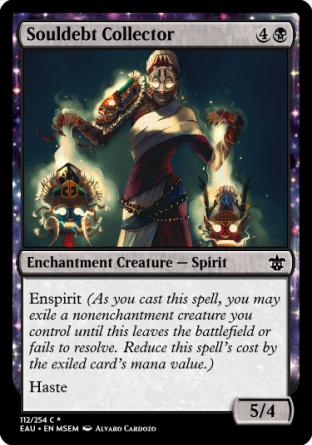 Souldebt Collector 4
Enchantment Creature — Spirit
Enspirit (As you cast this spell, you may
exile a nonenchantment creature you
control until this leaves the battlefield or
fails to resolve. Reduce this spell's cost by
the exiled card's mana value.)
Haste
5/4
112/254 C *
EAU • EN MSEM Alvaro Cardozo